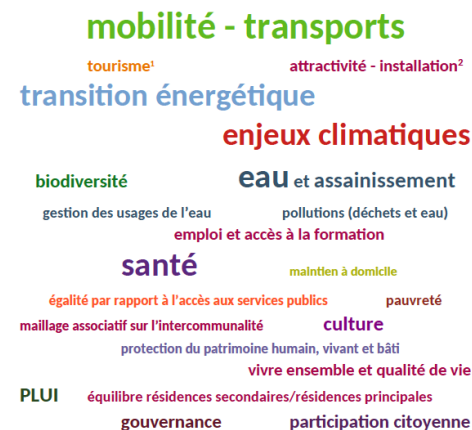 mobilité - transports
tourisme¹ attractivité - installation²
transition énergétique
enjeux climatiques
biodiversité eau et assainissement
gestion des usages de l'eau pollutions (déchets et eau)
emploi et accès à la formation
santé maintien à domicile
égalité par rapport à l'accès aux services publics pauvreté
maillage associatif sur l'intercommunalité culture
protection du patrimoine humain, vivant et bâti
vivre ensemble et qualité de vie
PLUI équilibre résidences secondaires/résidences principales
gouvernance participation citoyenne